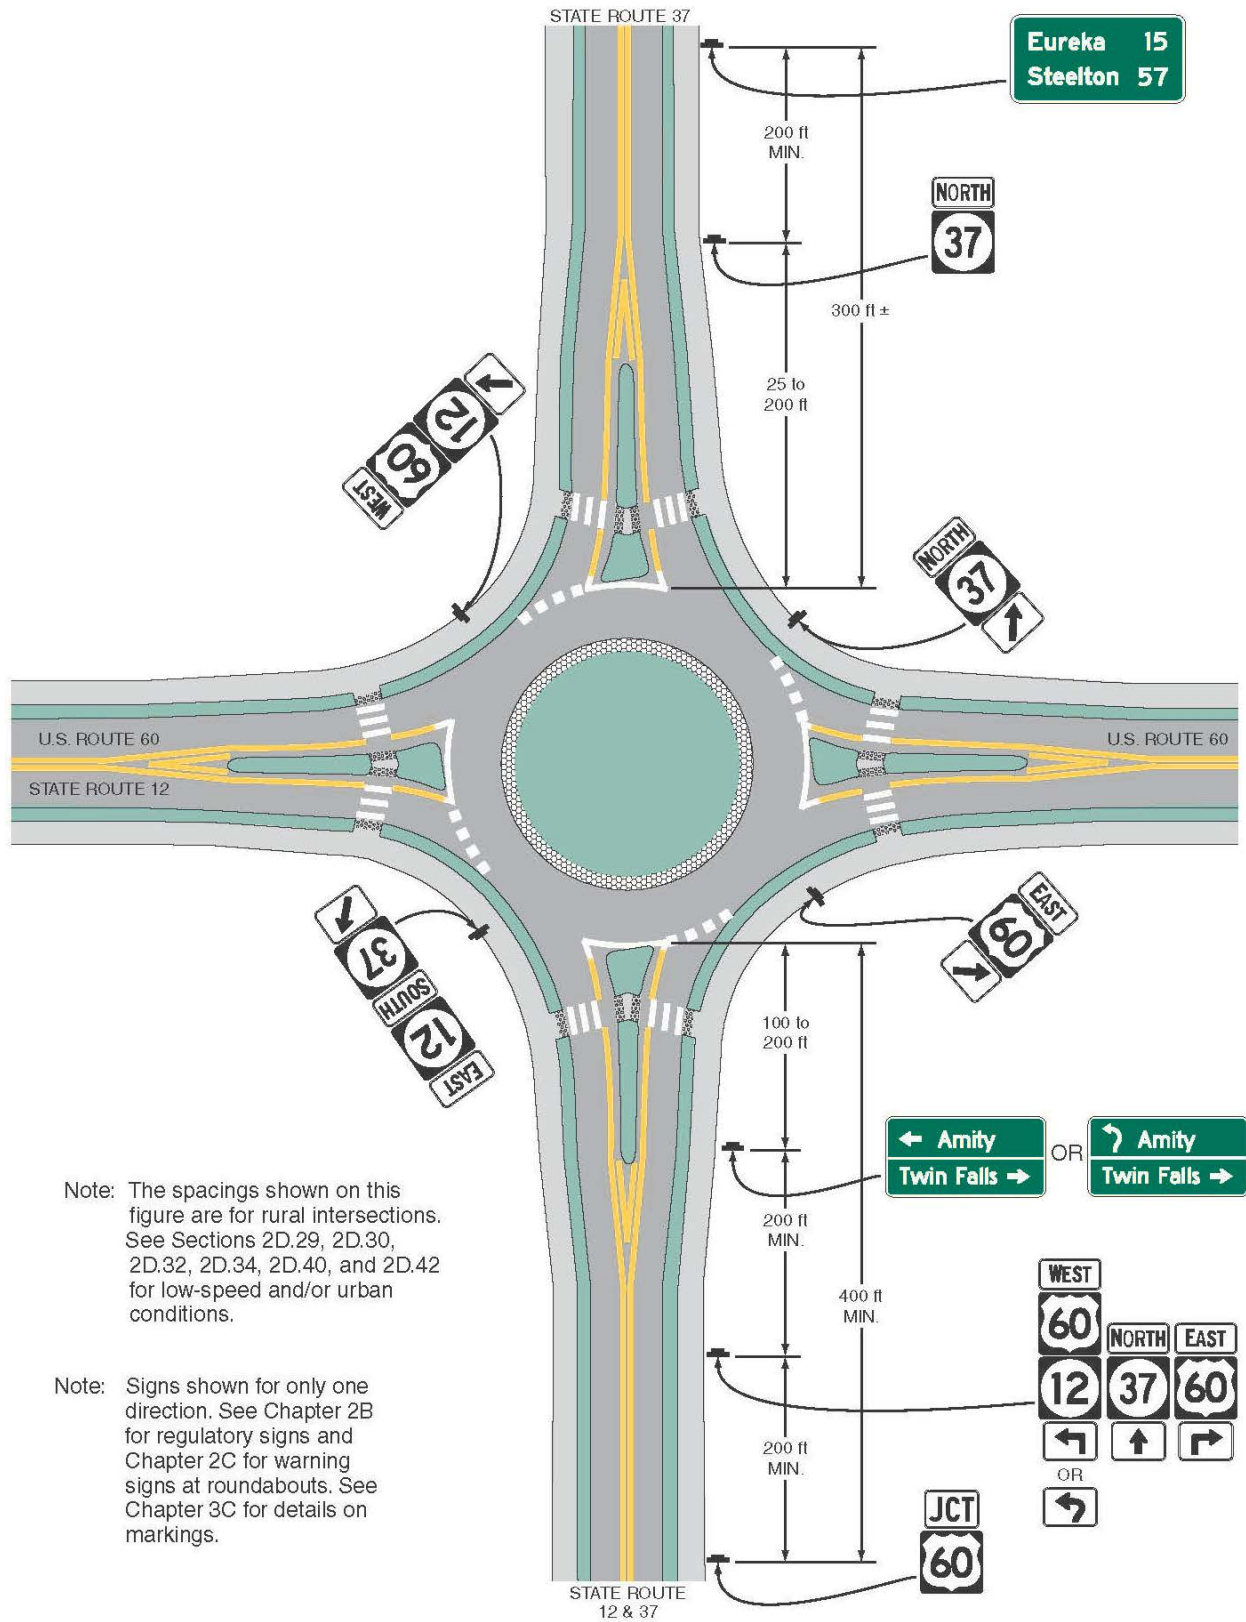 STATE ROUTE 37
Eureka 15
Steelton 57
200 ft
MIN.
NORTH
37
300 ft ±
25 to
200 ft
12
60
WEST
NORTH
37
U.S. ROUTE 60
STATE ROUTE 12
U.S. ROUTE 60
37
SOUTH
12
EAST
EAST
60
100 to
200 ft
← Amity
Twin Falls →
OR
Amity
Twin Falls →
200 ft
MIN.
400 ft
MIN.
Note: The spacings shown on this
figure are for rural intersections.
See Sections 2D.29, 2D.30,
2D.32, 2D.34, 2D.40, and 2D.42
for low-speed and/or urban
conditions.
WEST
60
NORTH
EAST
12
37
60
OR
Note: Signs shown for only one
direction. See Chapter 2B
for regulatory signs and
Chapter 2C for warning
signs at roundabouts. See
Chapter 3C for details on
markings.
200 ft
MIN.
JCT
60
STATE ROUTE
12 & 37